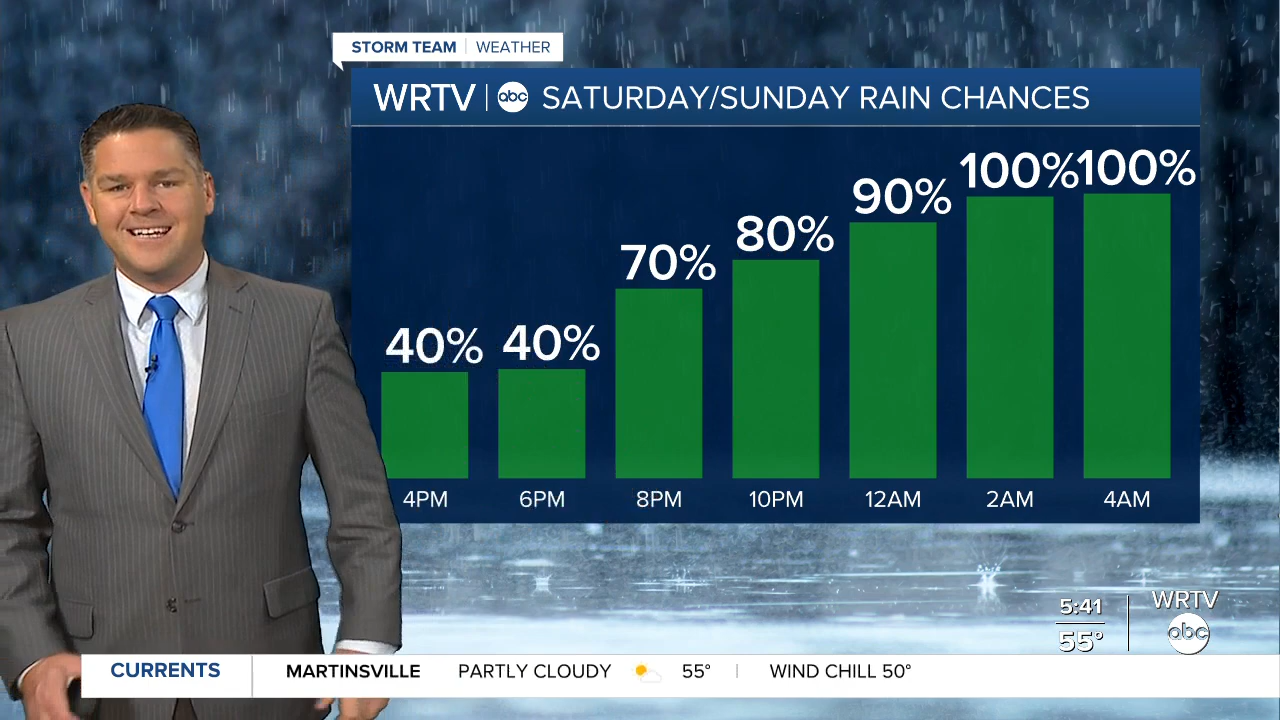 STORM TEAM | WEATHER
WRTV | abc SATURDAY/SUNDAY RAIN CHANCES
40% 40% 70% 80% 90% 100% 100%
4PM 6PM 8PM 10PM 12AM 2AM 4AM
5:41 WRTV
55° abc
CURRENTS MARTINSVILLE PARTLY CLOUDY 55° | WIND CHILL 50°